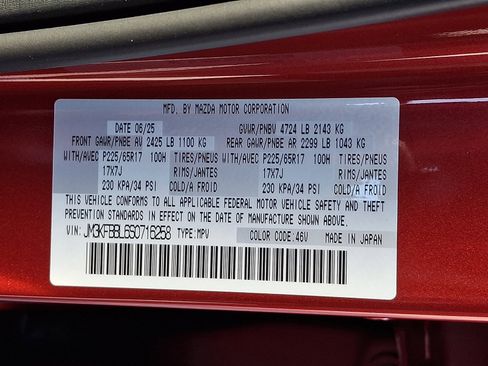 MFD. BY MAZDA MOTOR CORPORATION
DATE 06/25 GVWR/PNBV 4724 LB 2143 KG
FRONT GAWR/PNBE AV 2425 LB 1100 KG REAR GAWR/PNBE AR 2299 LB 1043 KG
WITH/AVEC P225/65R17 100H TIRES/PNEUS WITH/AVEC P225/65R17 100H TIRES/PNEUS
17X7J RIMS/JANTES 17X7J RIMS/JANTES
230 KPA/34 PSI COLD/A FROID 230 KPA/34 PSI COLD/A FROID
THIS VEHICLE CONFORMS TO ALL APPLICABLE FEDERAL MOTOR VEHICLE SAFETY AND THEFT
PREVENTION STANDARDS IN EFFECT ON THE DATE OF MANUFACTURE SHOWN ABOVE.
VIN: JM3KFBBL6S0716258 TYPE:MPV COLOR CODE:46V MADE IN JAPAN